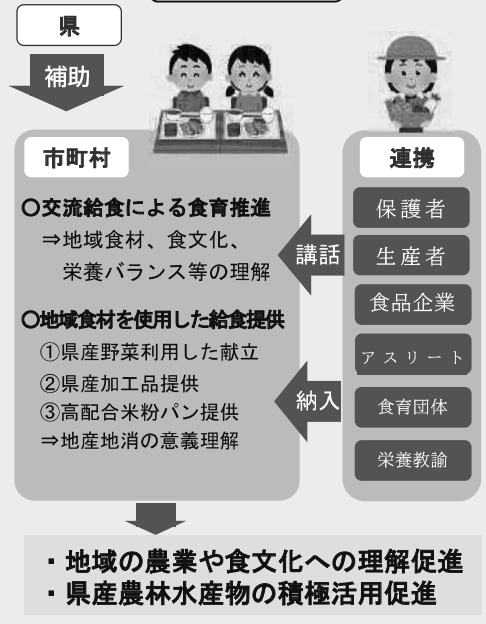 県
補助
市町村
○交流給食による食育推進
⇒地域食材、食文化、
栄養バランス等の理解
○地域食材を使用した給食提供
①県産野菜利用した献立
②県産加工品提供
③高配合米粉パン提供
⇒地産地消の意義理解
講話
納入
連携
保護者
生産者
食品企業
アスリート
食育団体
栄養教諭
・地域の農業や食文化への理解促進
・県産農林水産物の積極活用促進